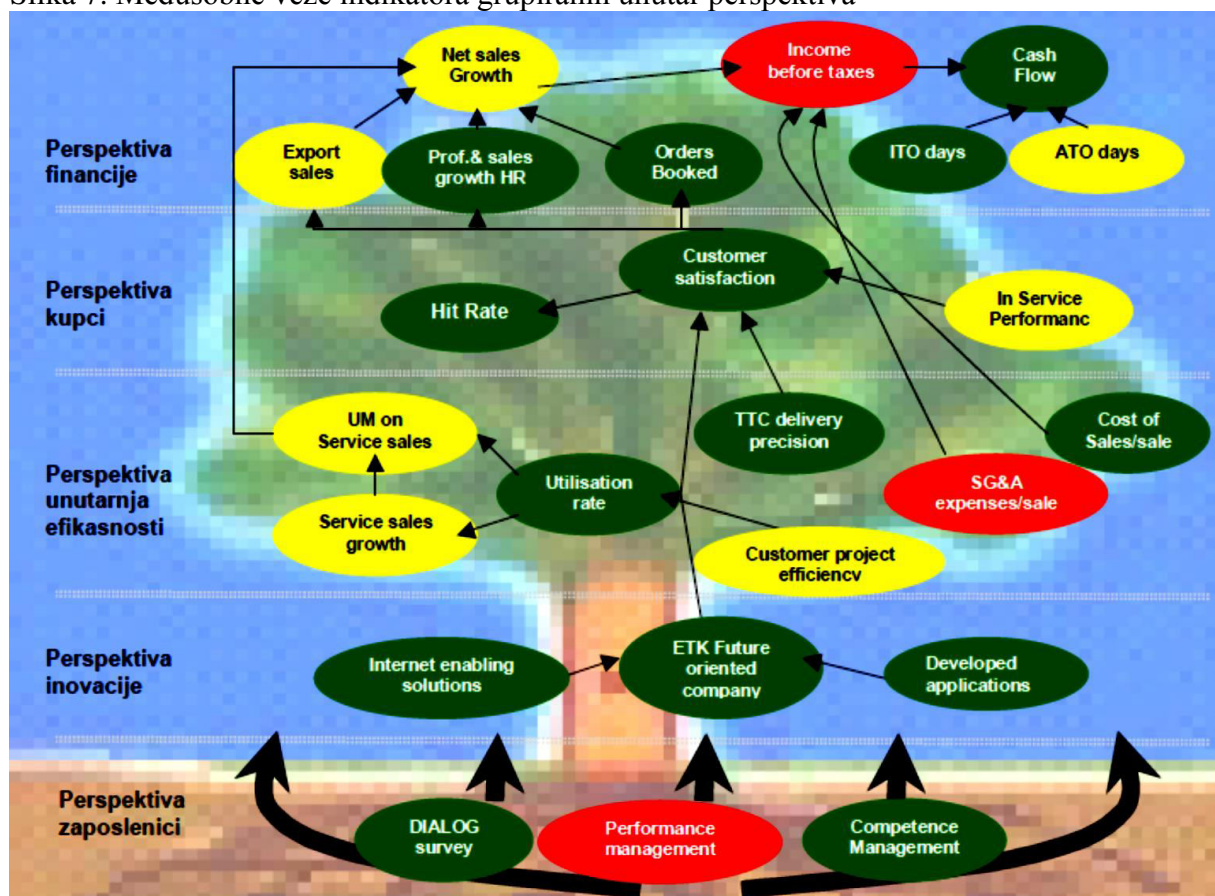 Slika 7. Međusobne veze indikatora grupiranih unutar perspektiva
Net sales
Growth
Income
before taxes
Cash
Flow
Perspektiva
financije
Export
sales
Prof.& sales
growth HR
Orders
Booked
ITO days
ATO days
Perspektiva
kupci
Customer
satisfaction
Hit Rate
In Service
Performanc
Perspektiva
unutarnja
efikasnosti
UM on
Service sales
TTC delivery
precision
Cost of
Sales/sale
Utilisation
rate
SG&A
expenses/sale
Service sales
growth
Customer project
efficiency
Perspektiva
inovacije
Internet enabling
solutions
ETK Future
oriented
company
Developed
applications
Perspektiva
zaposlenici
DIALOG
survey
Performance
management
Competence
Management